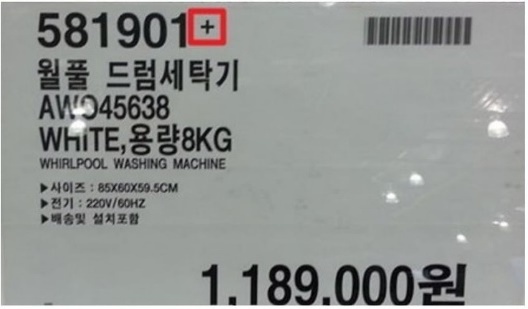 581901+
월풀 드럼세탁기
AWO45638
WHITE,용량8KG
WHIRLPOOL WASHING MACHINE
▶사이즈 : 85X60X59.5CM
▶전기 : 220V/60HZ
▶배송및 설치포함
1,189,000원